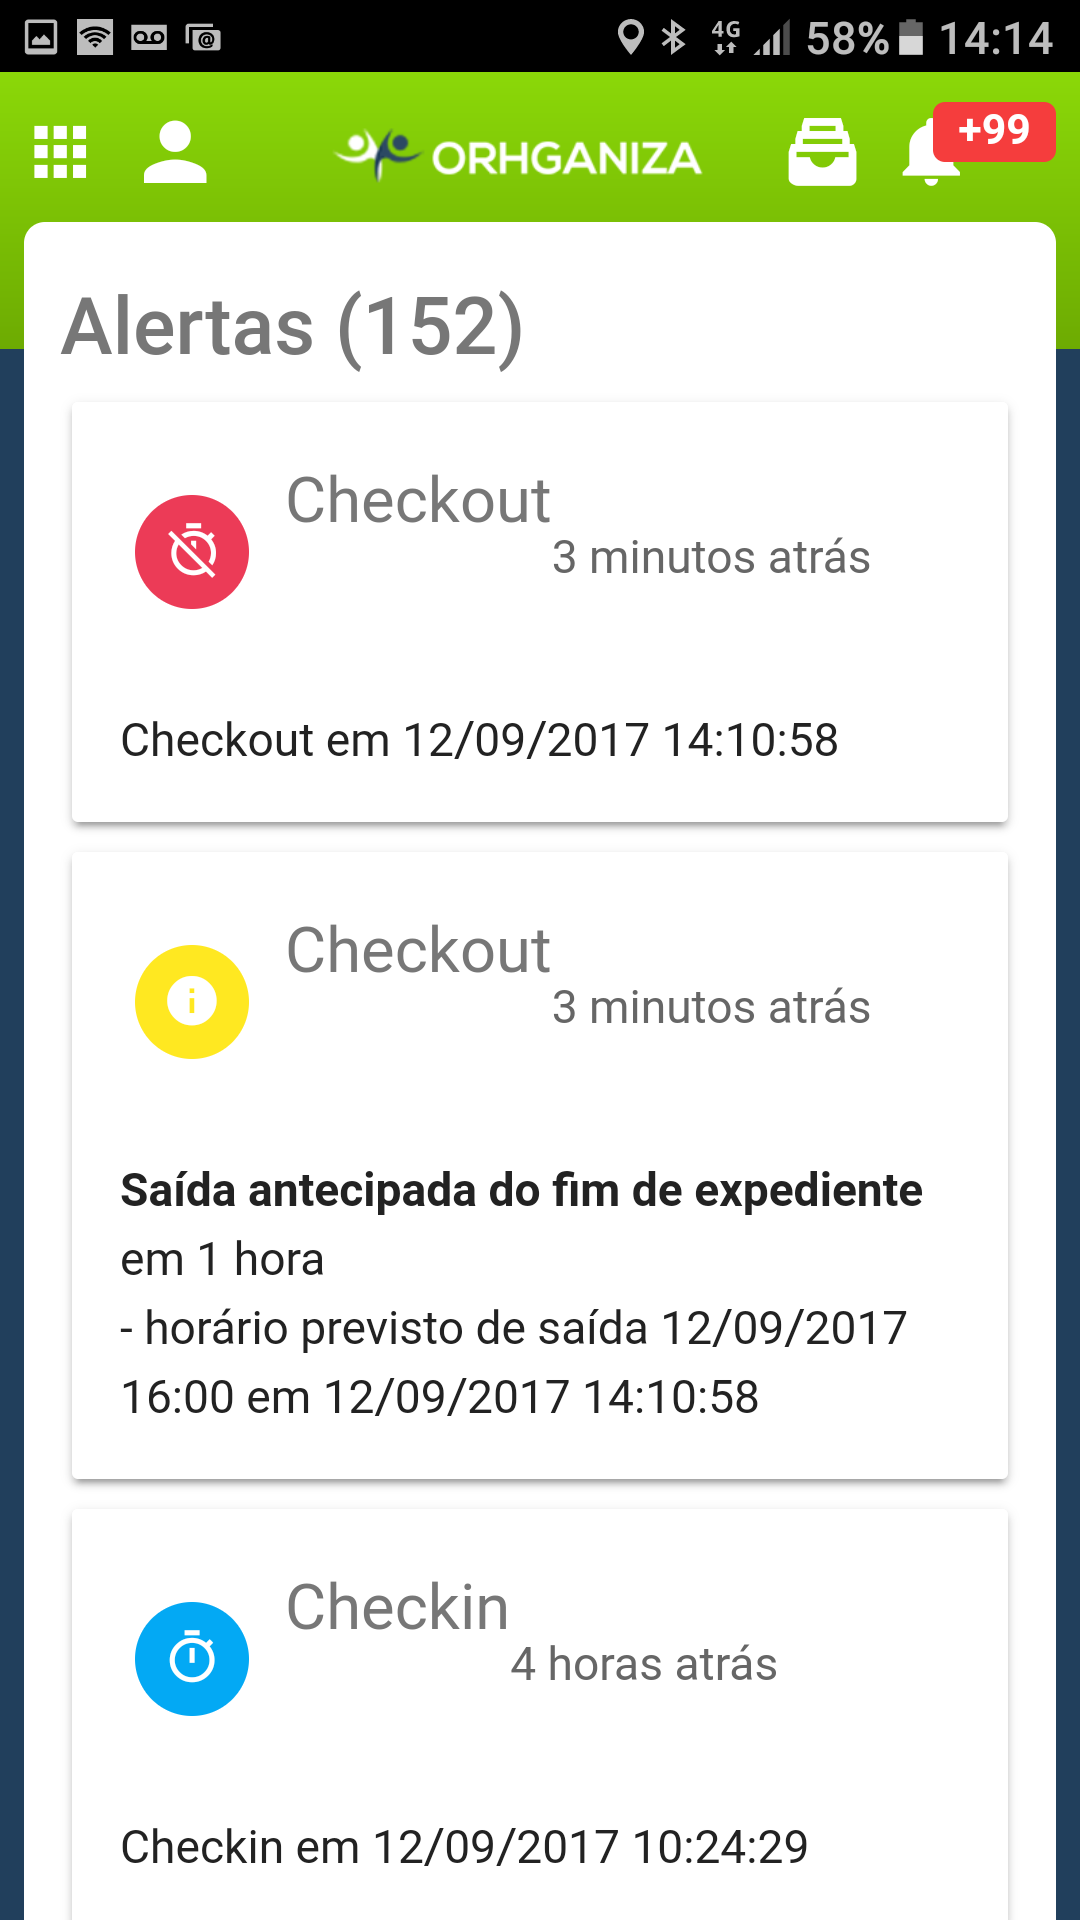 4G 58% 14:14
ORHGANIZA +99
Alertas (152)
Checkout
3 minutos atrás
Checkout em 12/09/2017 14:10:58
Checkout
3 minutos atrás
Saída antecipada do fim de expediente
em 1 hora
- horário previsto de saída 12/09/2017
16:00 em 12/09/2017 14:10:58
Checkin
4 horas atrás
Checkin em 12/09/2017 10:24:29